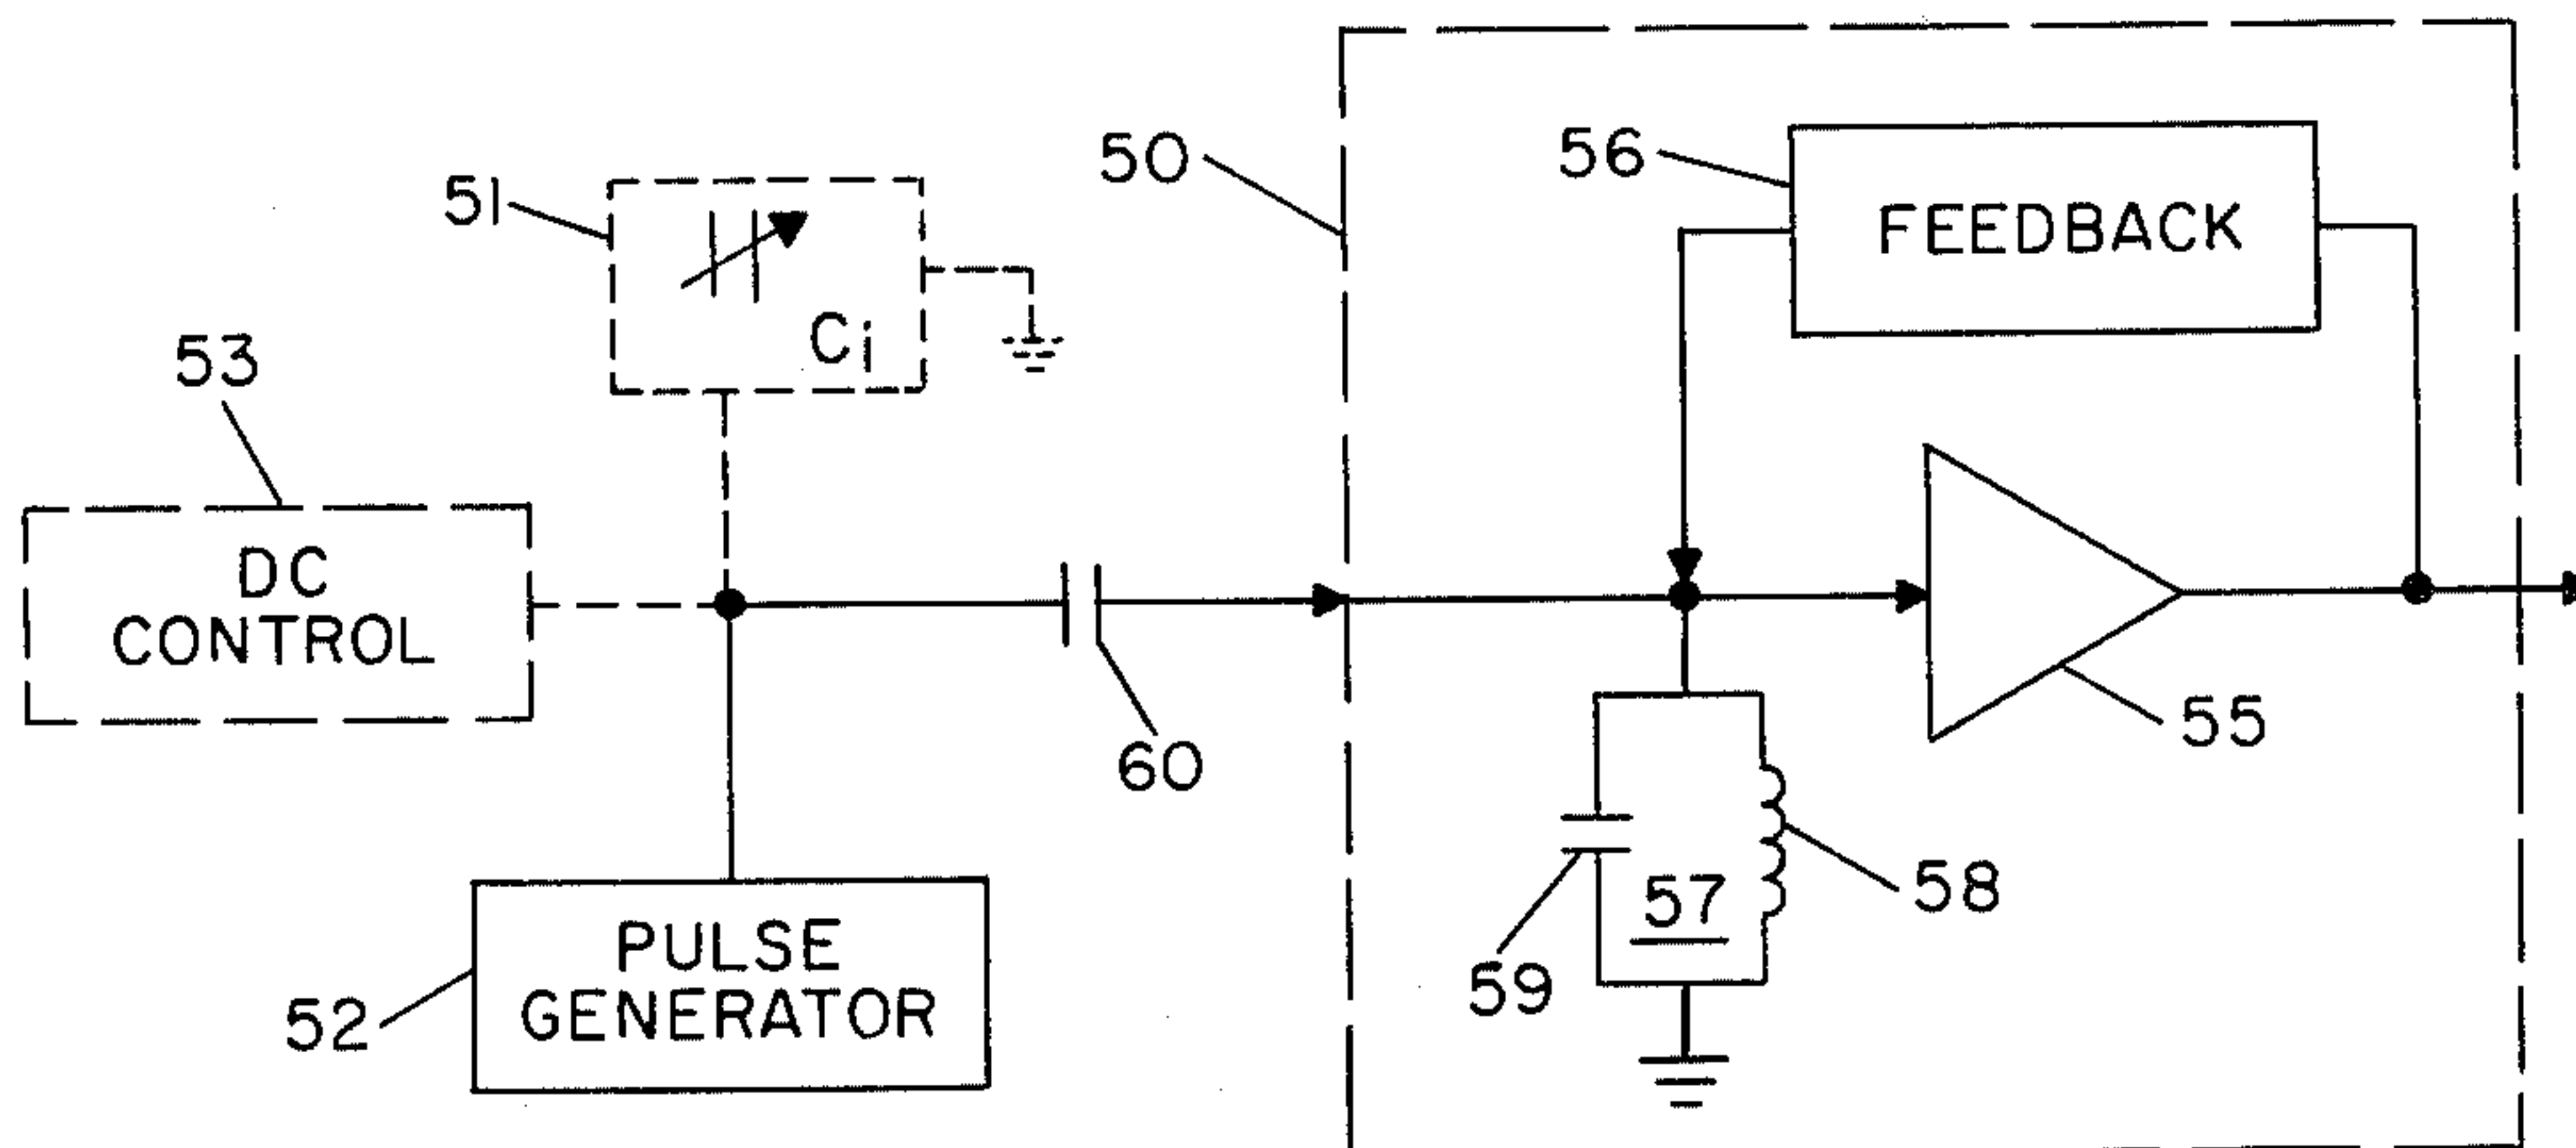 50
56
FEEDBACK
51
Ci
53
DC
CONTROL
60
55
57
58
59
PULSE
GENERATOR
52